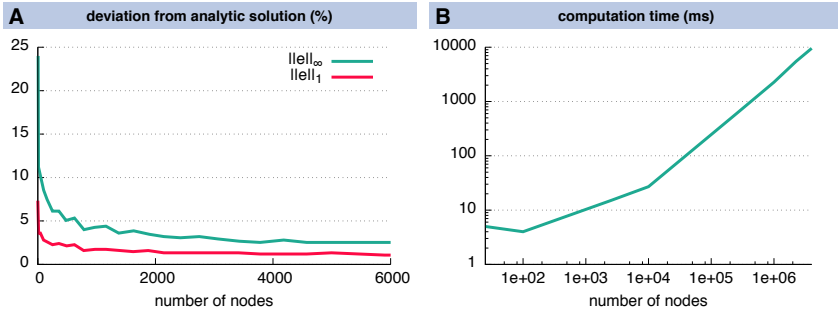 A deviation from analytic solution (%)
25
20
15
10
5
0
||e||∞
||e||1
0 2000 4000 6000
number of nodes
B computation time (ms)
10000
1000
100
10
1
1e+02 1e+03 1e+04 1e+05 1e+06
number of nodes